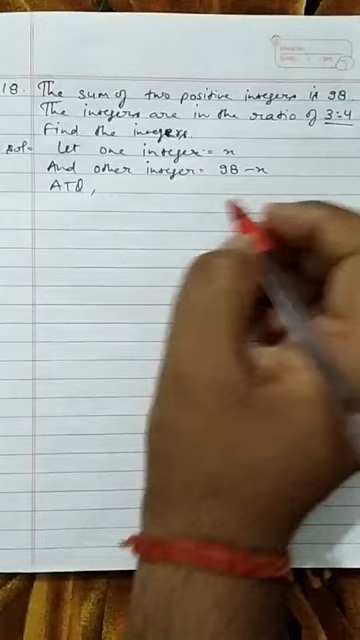 18. The sum of two positive integers is 98.
The integers are in the ratio of 3:4
Find the integers.
Sol= Let one integer = x
And other integer = 98 - x
ATQ,